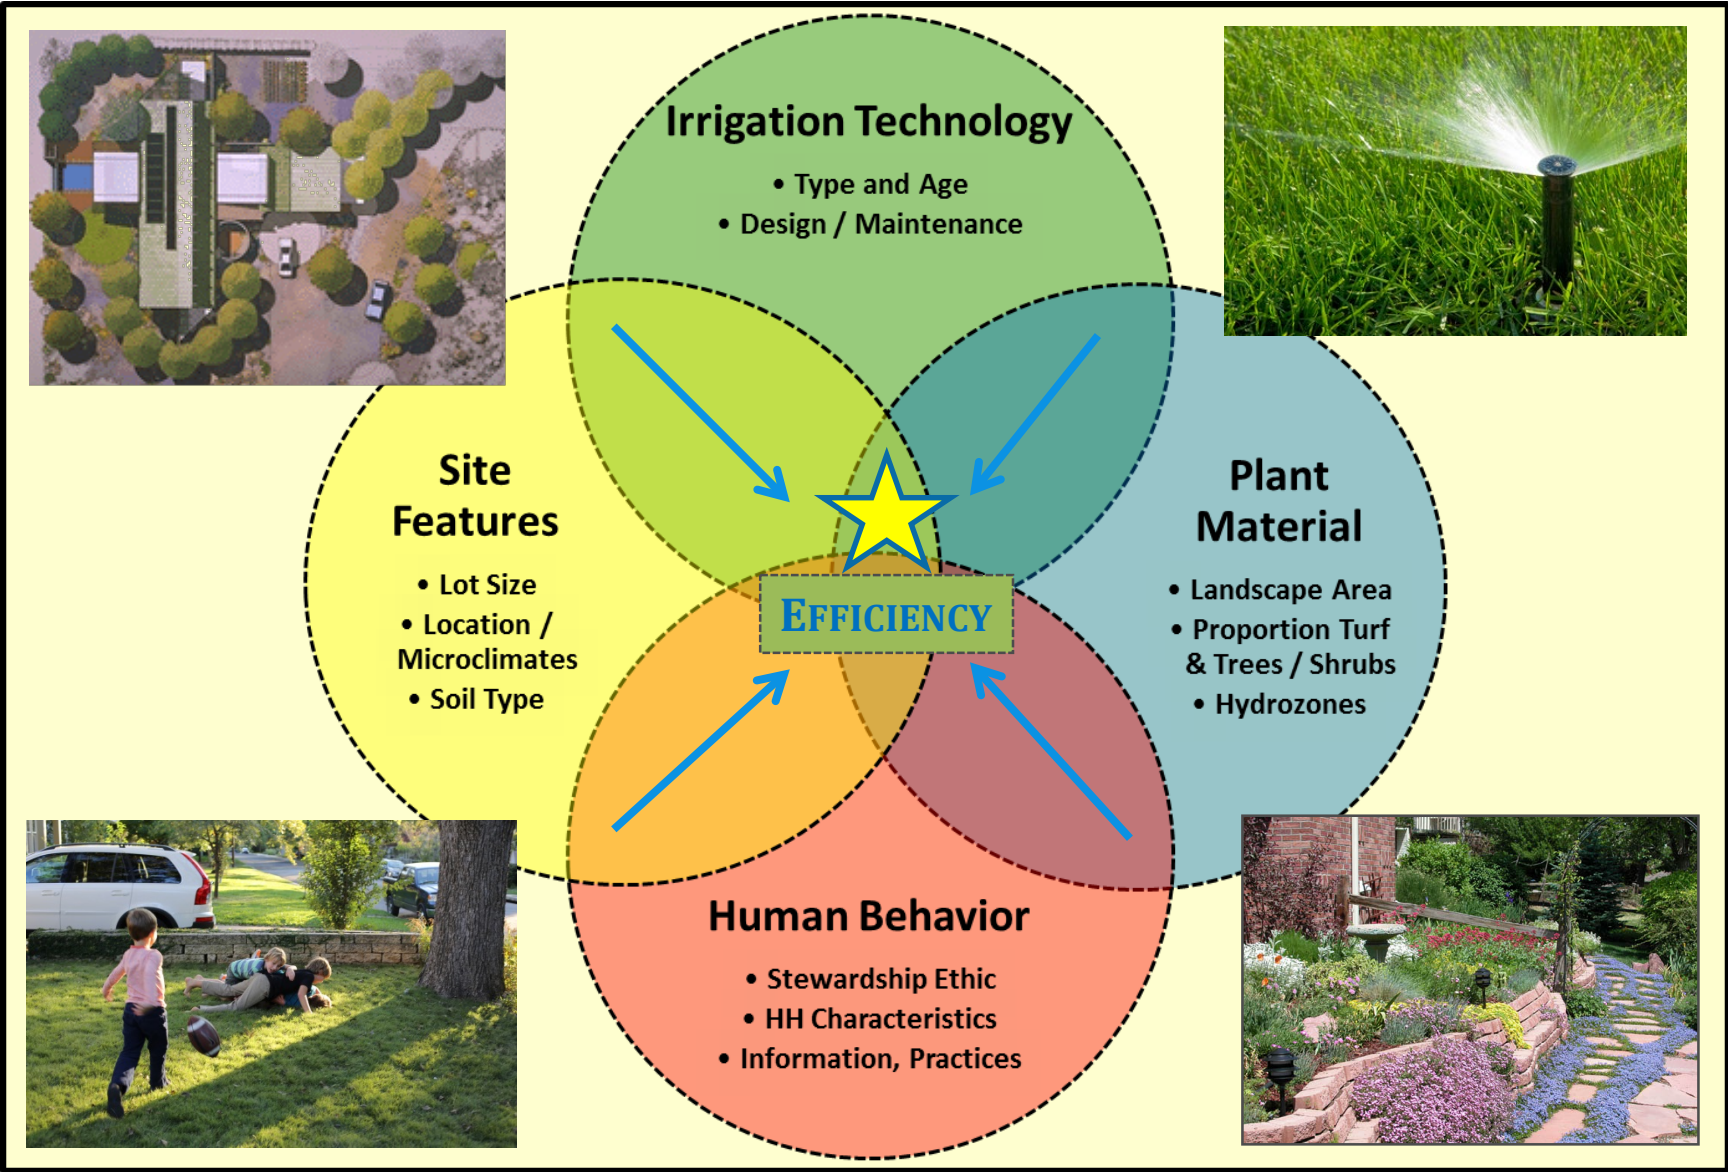 Irrigation Technology
• Type and Age
• Design / Maintenance
Site
Features
• Lot Size
• Location /
Microclimates
• Soil Type
Plant
Material
• Landscape Area
• Proportion Turf
& Trees / Shrubs
• Hydrozones
EFFICIENCY
Human Behavior
• Stewardship Ethic
• HH Characteristics
• Information, Practices